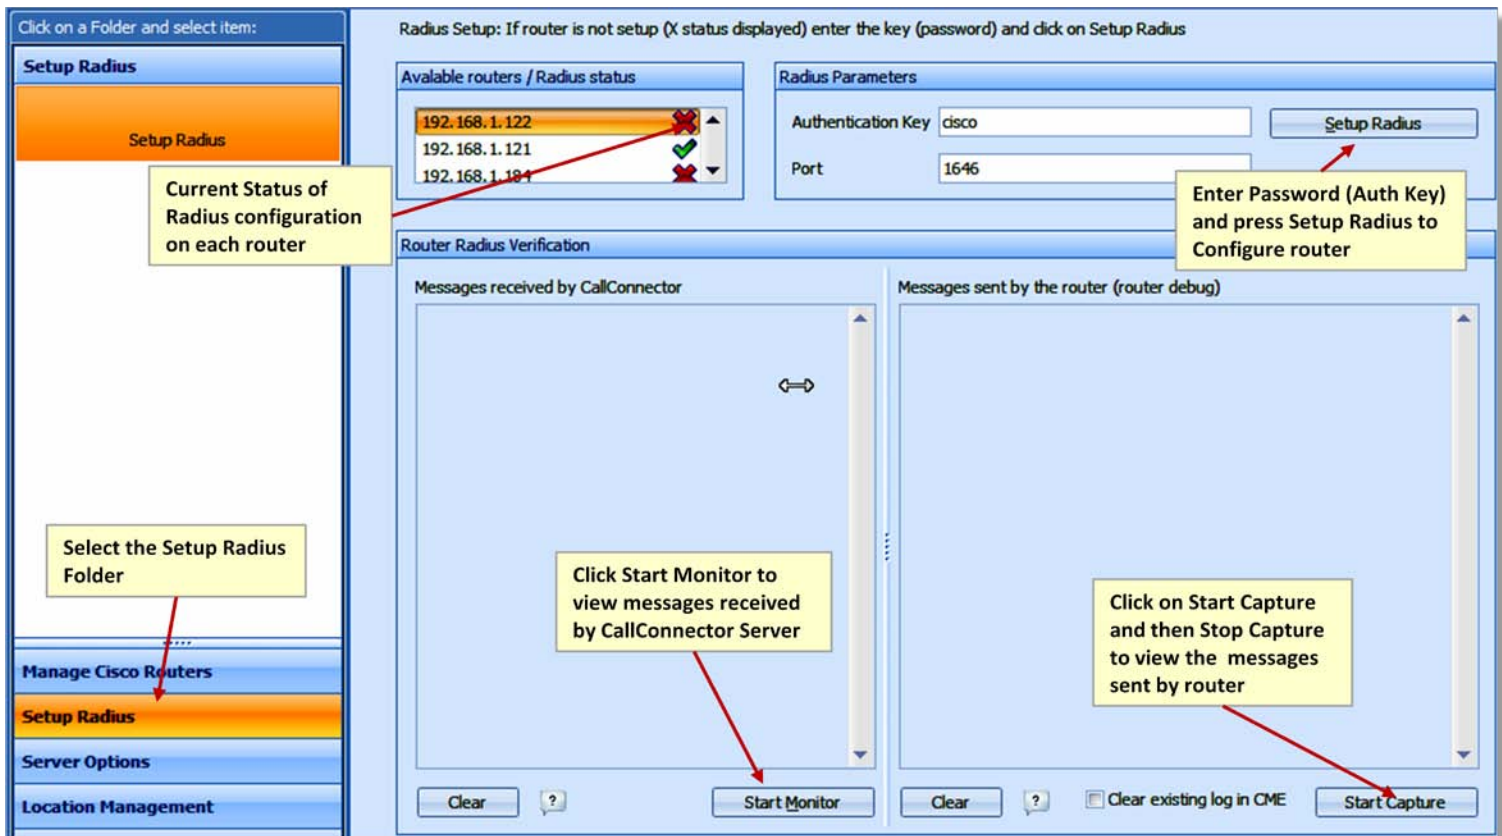 Click on a Folder and select item:
Setup Radius
Setup Radius
Current Status of
Radius configuration
on each router
Select the Setup Radius
Folder
Manage Cisco Routers
Setup Radius
Server Options
Location Management
Radius Setup: If router is not setup (X status displayed) enter the key (password) and click on Setup Radius
Avalable routers / Radius status
192.168.1.122
192.168.1.121
192.168.1.184
Radius Parameters
Authentication Key
cisco
Setup Radius
Port
1646
Enter Password (Auth Key)
and press Setup Radius to
Configure router
Router Radius Verification
Messages received by CallConnector
Click Start Monitor to
view messages received
by CallConnector Server
Clear
?
Start Monitor
Messages sent by the router (router debug)
Click on Start Capture
and then Stop Capture
to view the messages
sent by router
Clear
?
Clear existing log in CME
Start Capture